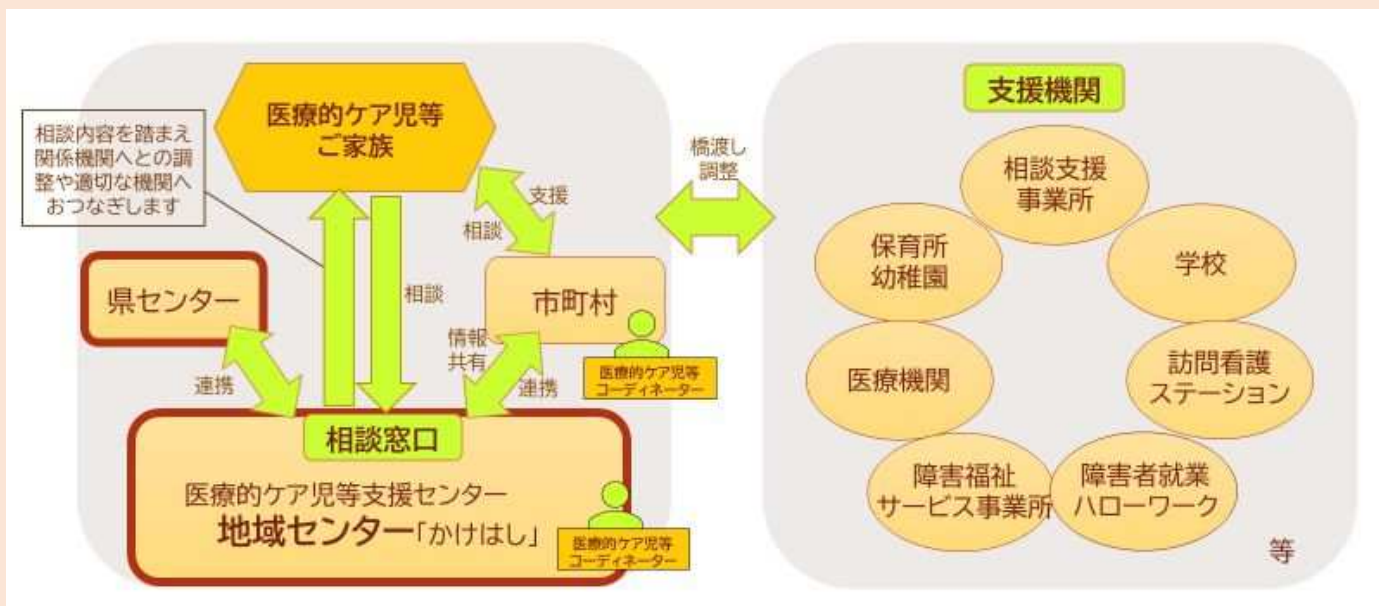 医療的ケア児等
ご家族
相談内容を踏まえ
関係機関へとの調
整や適切な機関へ
おつなぎします
支援
相談
県センター
相談
市町村
情報
共有
連携
連携
医療的ケア児等
コーディネーター
相談窓口
医療的ケア児等支援センター
地域センター「かけはし」
医療的ケア児等
コーディネーター
橋渡し
調整
支援機関
相談支援
事業所
保育所
幼稚園
学校
医療機関
訪問看護
ステーション
障害福祉
サービス事業所
障害者就業
ハローワーク
等